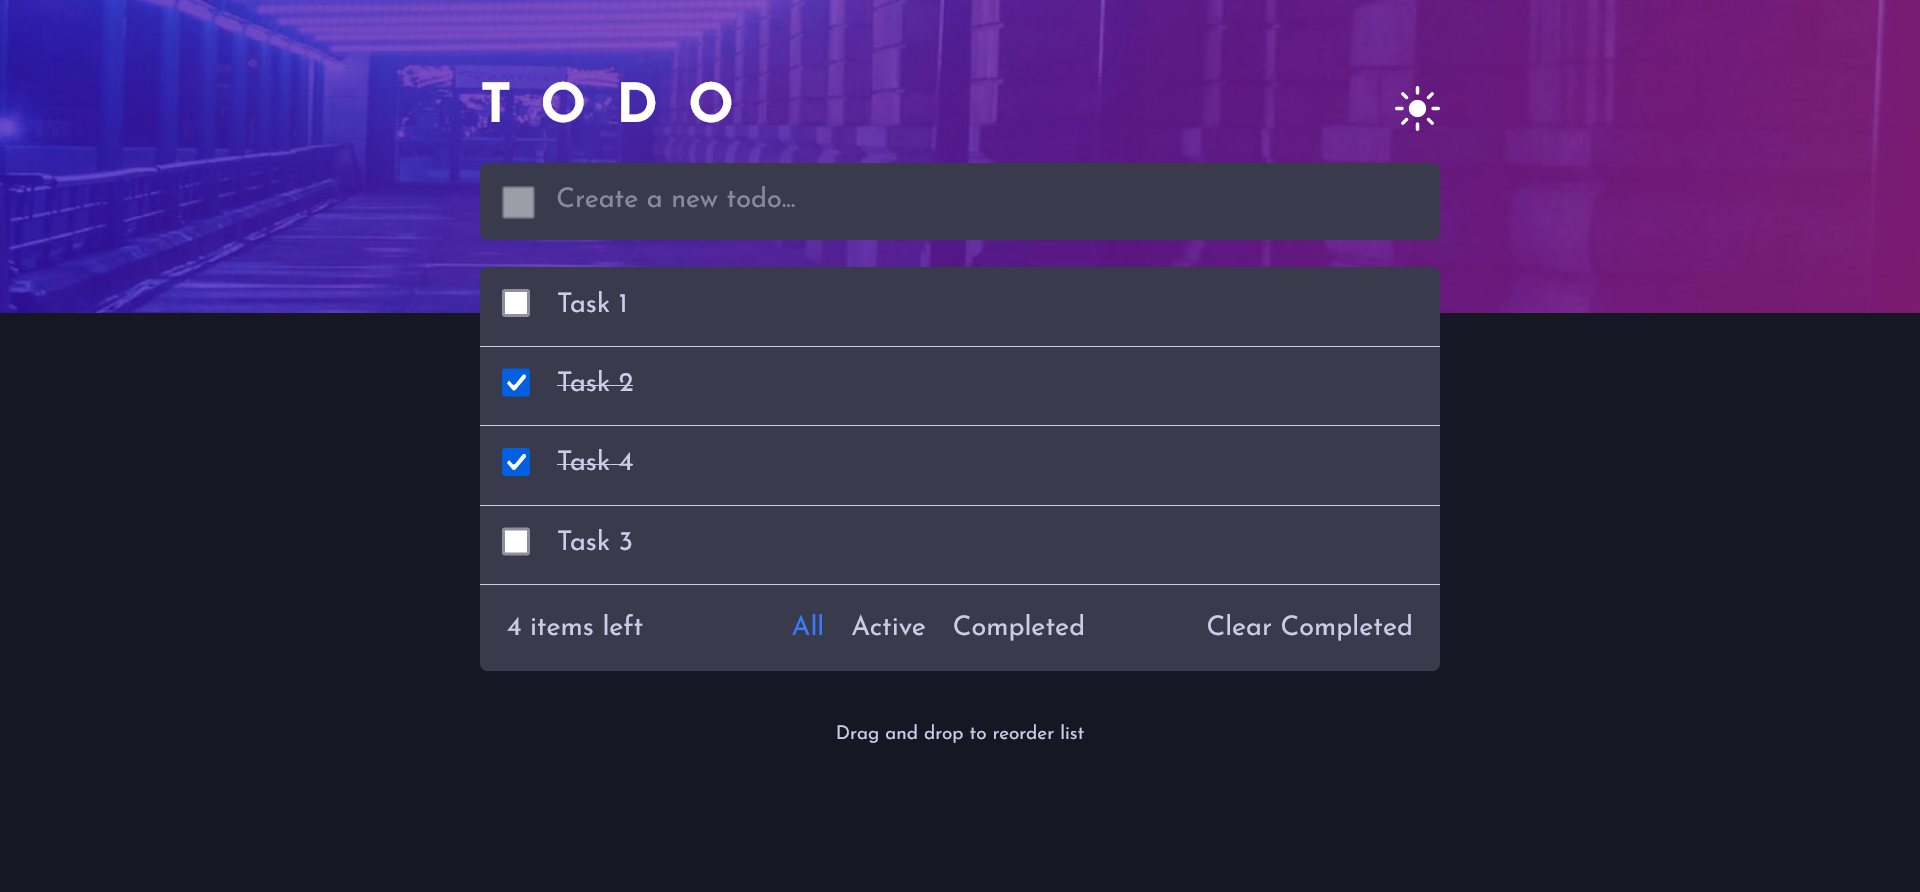 TODO
Create a new todo...
Task 1
Task 2
Task 4
Task 3
4 items left All Active Completed Clear Completed
Drag and drop to reorder list